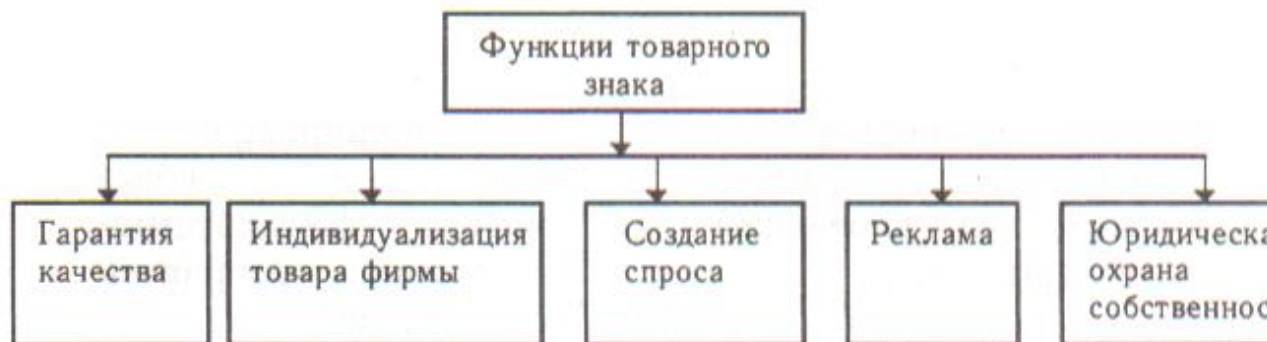 Функции товарного
знака
Гарантия
качества
Индивидуализация
товара фирмы
Создание
спроса
Реклама
Юридическа
охрана
собственнос